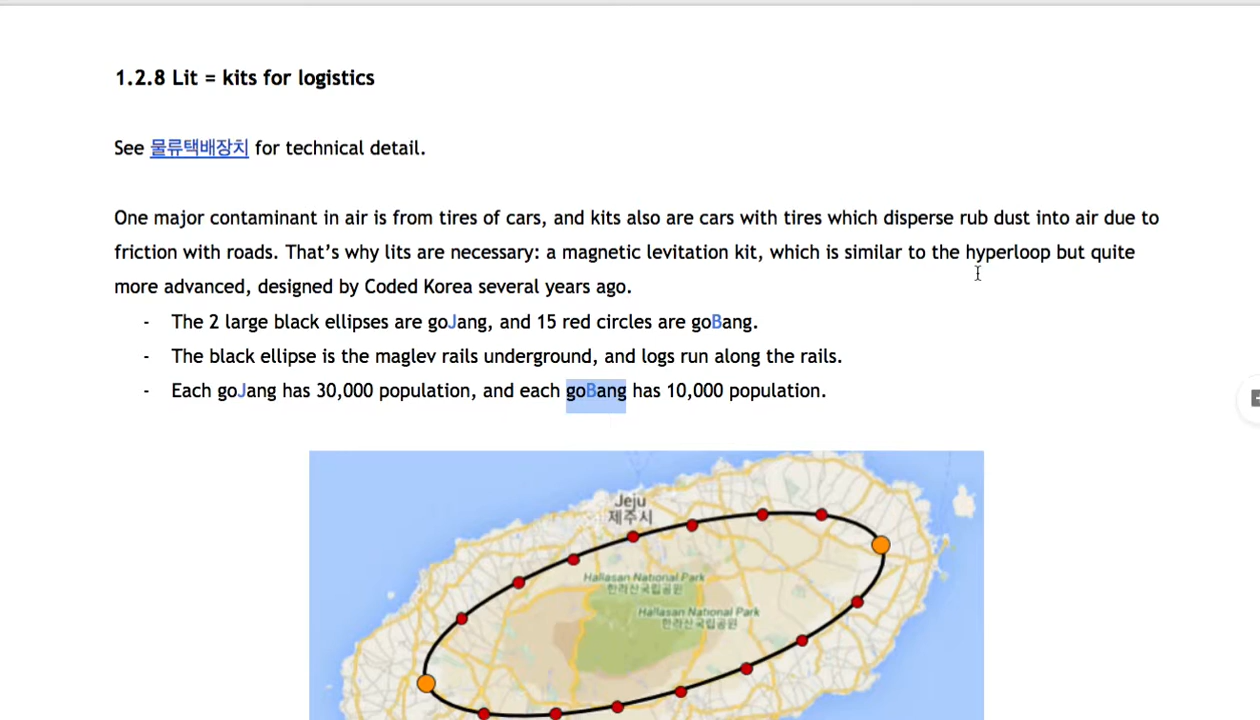 1.2.8 Lit = kits for logistics
See 물류택배장치 for technical detail.
One major contaminant in air is from tires of cars, and kits also are cars with tires which disperse rub dust into air due to
friction with roads. That's why lits are necessary: a magnetic levitation kit, which is similar to the hyperloop but quite
more advanced, designed by Coded Korea several years ago.
- The 2 large black ellipses are goJang, and 15 red circles are goBang.
- The black ellipse is the maglev rails underground, and logs run along the rails.
- Each goJang has 30,000 population, and each goBang has 10,000 population.
Jeju
제주시
Hallasan National Park
한라산국립공원
Hallasan National Park
한라산국립공원